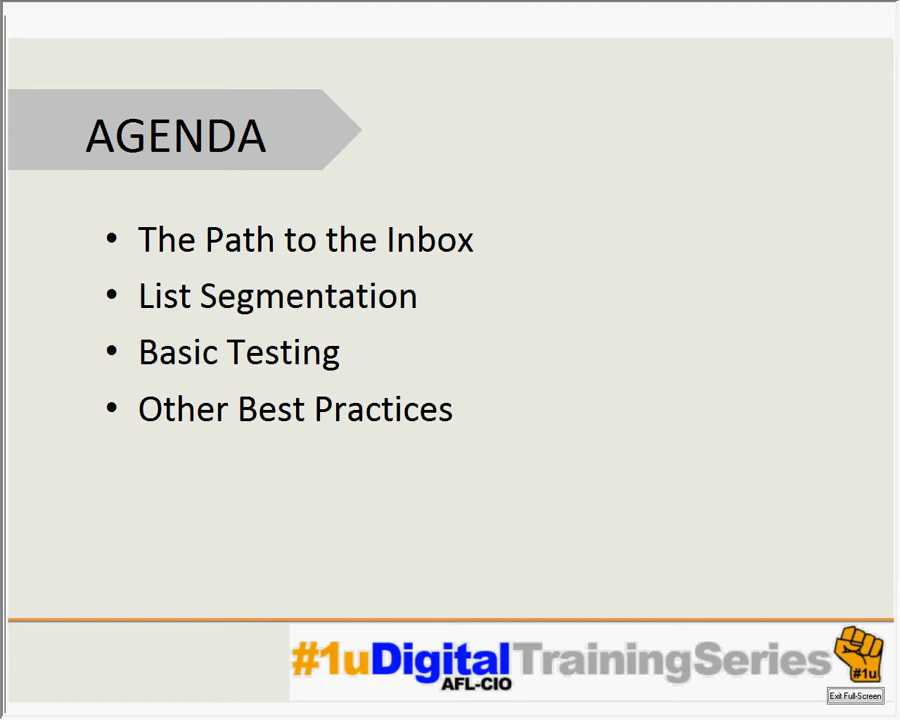 AGENDA
• The Path to the Inbox
• List Segmentation
• Basic Testing
• Other Best Practices
#1uDigitalTrainingSeries
AFL-CIO
#1u
Exit Full-Screen